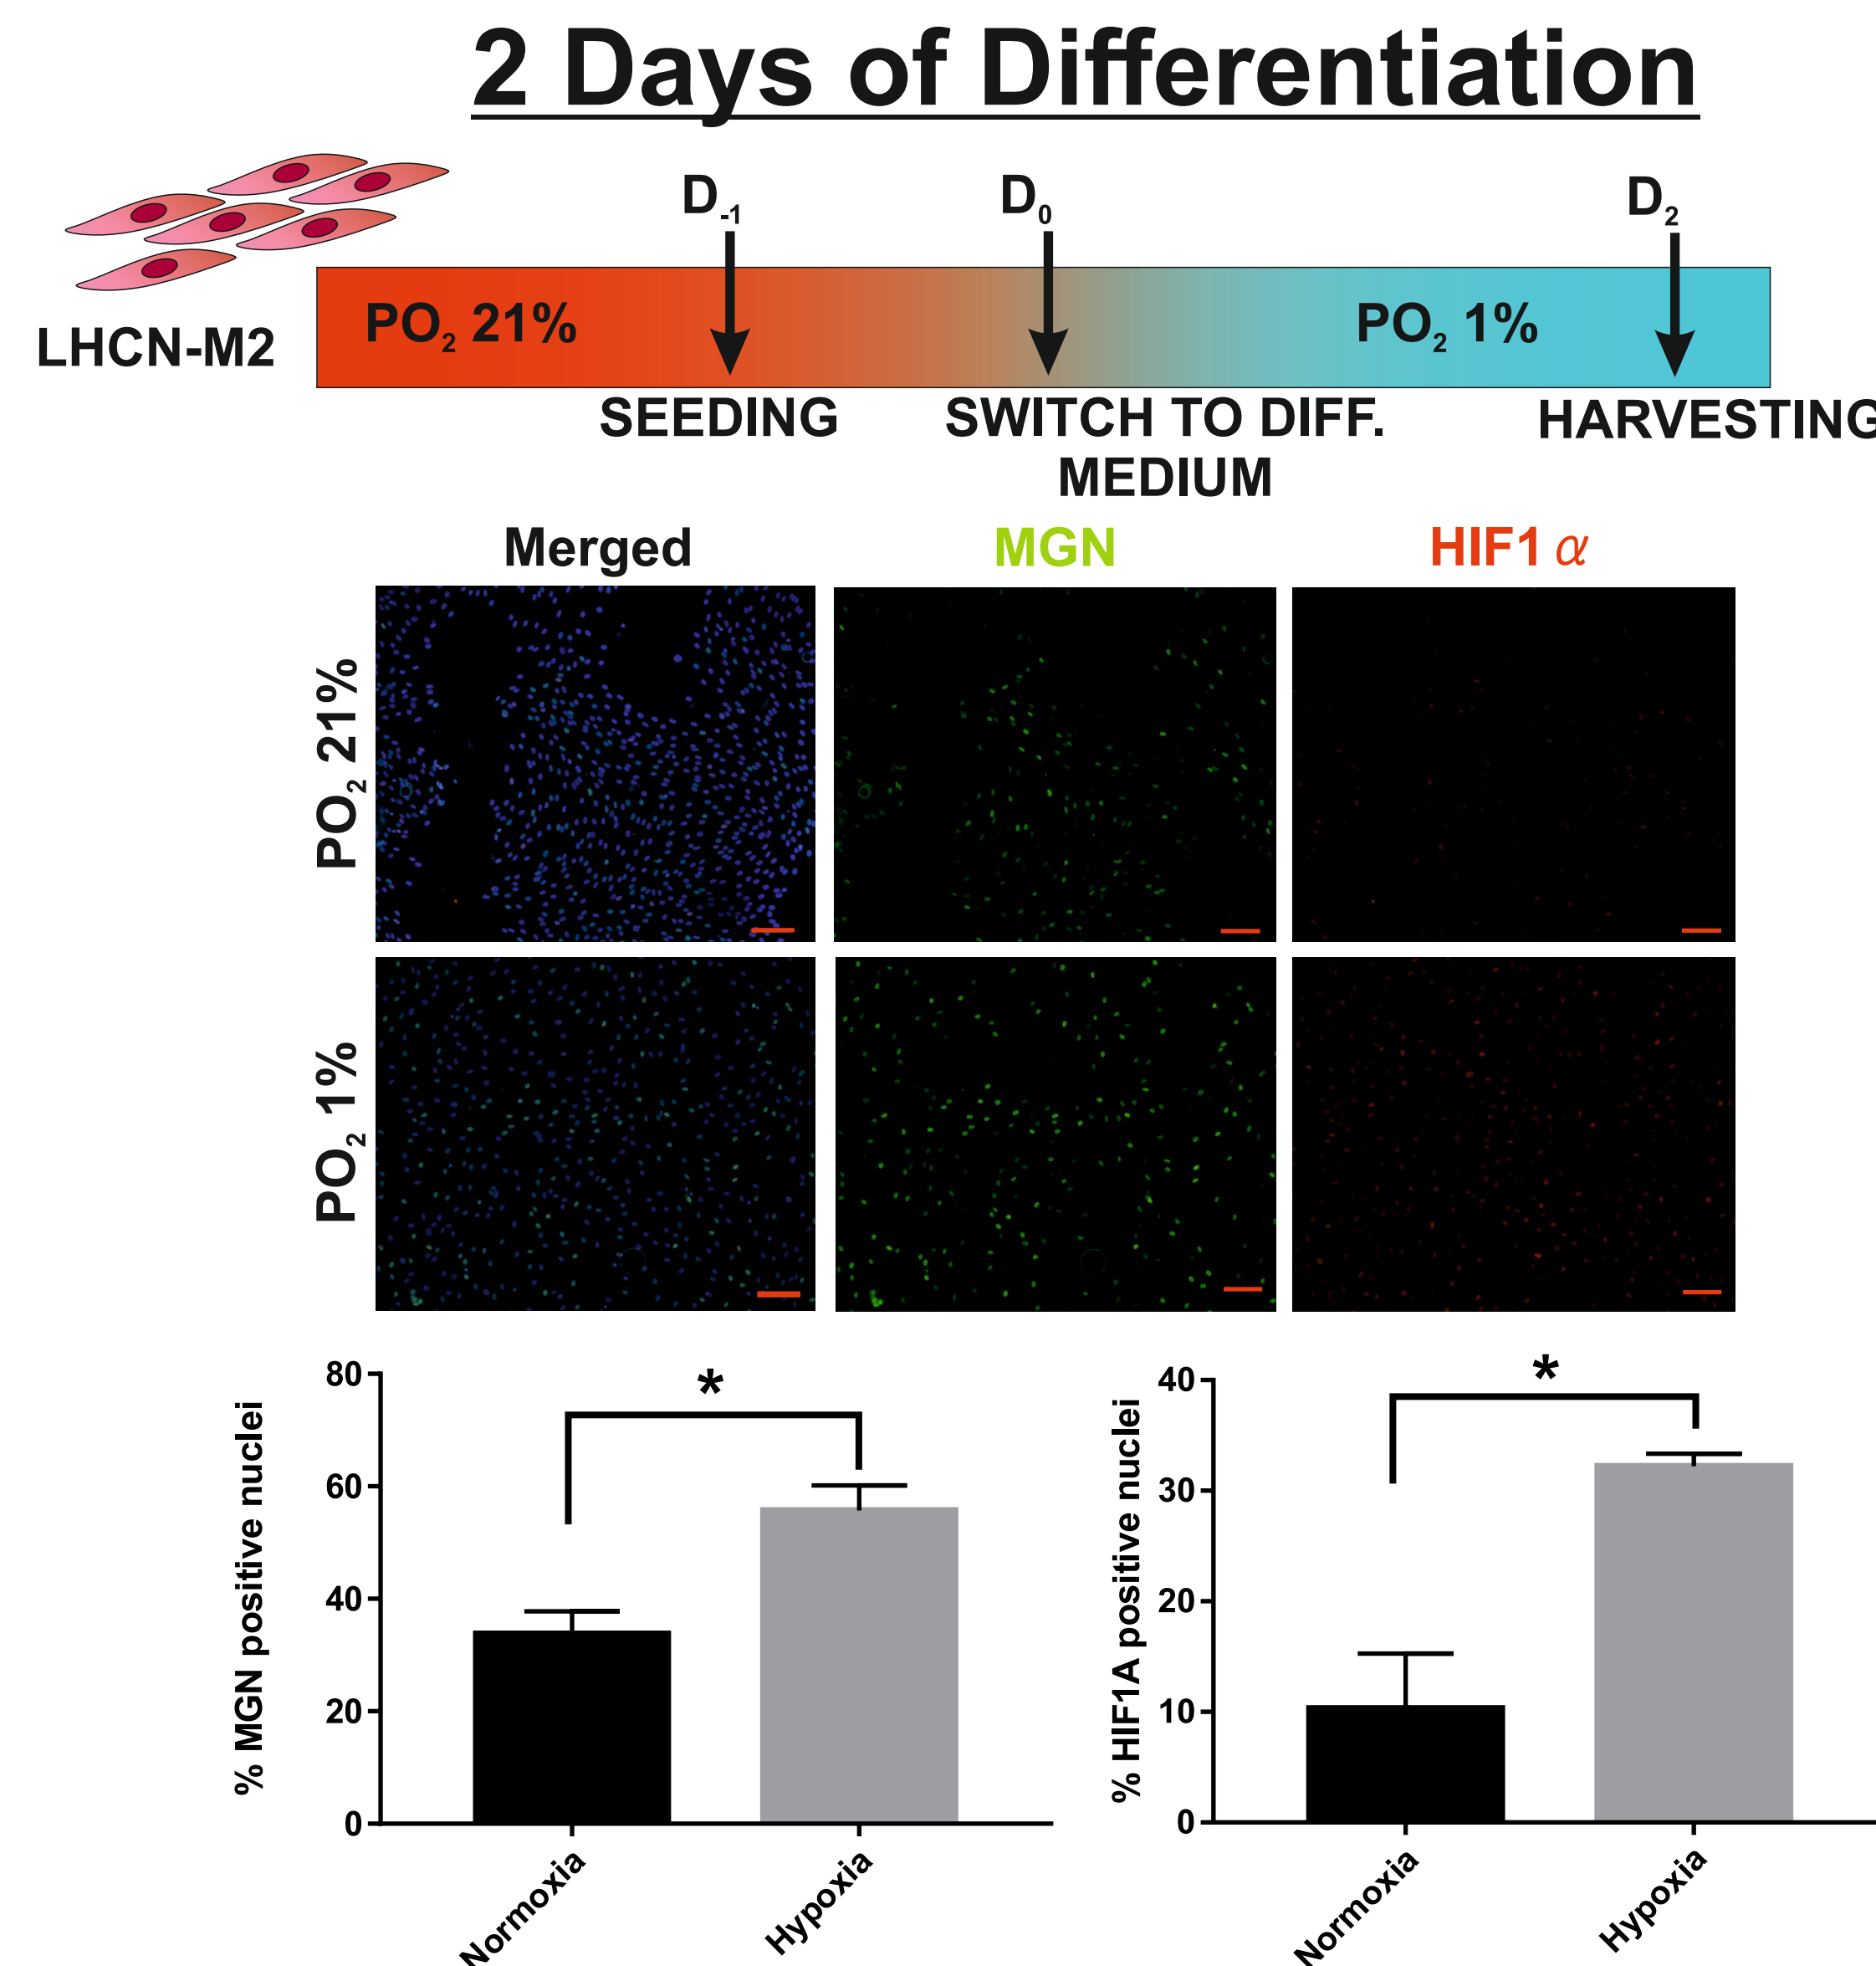 2 Days of Differentiation
D-1
D0
D2
PO2 21%
PO2 1%
LHCN-M2
SEEDING
SWITCH TO DIFF.
MEDIUM
HARVESTING
Merged
MGN
HIF1 α
PO2 21%
PO2 1%
% MGN positive nuclei
80
60
40
20
0
*
Normoxia
Hypoxia
% HIF1A positive nuclei
40
30
20
10
0
*
Normoxia
Hypoxia